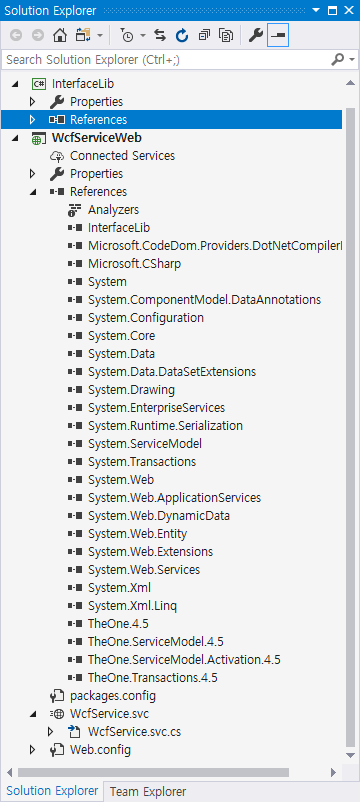 Solution Explorer
Search Solution Explorer (Ctrl+;)
C# InterfaceLib
Properties
References
WcfServiceWeb
Connected Services
Properties
References
Analyzers
InterfaceLib
Microsoft.CodeDom.Providers.DotNetCompiler
Microsoft.CSharp
System
System.ComponentModel.DataAnnotations
System.Configuration
System.Core
System.Data
System.Data.DataSetExtensions
System.Drawing
System.EnterpriseServices
System.Runtime.Serialization
System.ServiceModel
System.Transactions
System.Web
System.Web.ApplicationServices
System.Web.DynamicData
System.Web.Entity
System.Web.Extensions
System.Web.Services
System.Xml
System.Xml.Linq
TheOne.4.5
TheOne.ServiceModel.4.5
TheOne.ServiceModel.Activation.4.5
TheOne.Transactions.4.5
packages.config
WcfService.svc
WcfService.svc.cs
Web.config
Solution Explorer Team Explorer